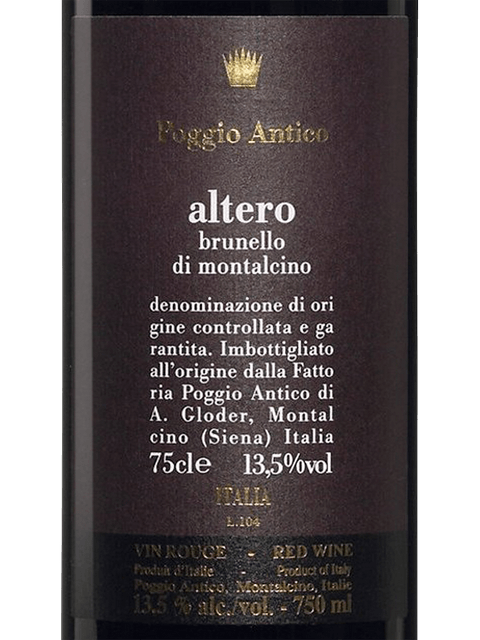 Poggio Antico
altero
brunello
di montalcino
denominazione di ori
gine controllata e ga
rantita. Imbottigliato
all'origine dalla Fatto
ria Poggio Antico di
A. Gloder, Montal
cino (Siena) Italia
75cle 13,5%vol
ITALIA
L.104
VIN ROUGE - RED WINE
Produit d'Italie - Product of Italy
Poggio Antico, Montalcino, Italie
13.5 % alc./vol. - 750 ml